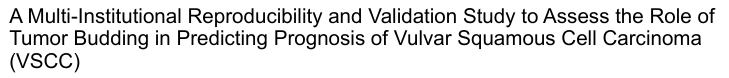 A Multi-Institutional Reproducibility and Validation Study to Assess the Role of
Tumor Budding in Predicting Prognosis of Vulvar Squamous Cell Carcinoma
(VSCC)